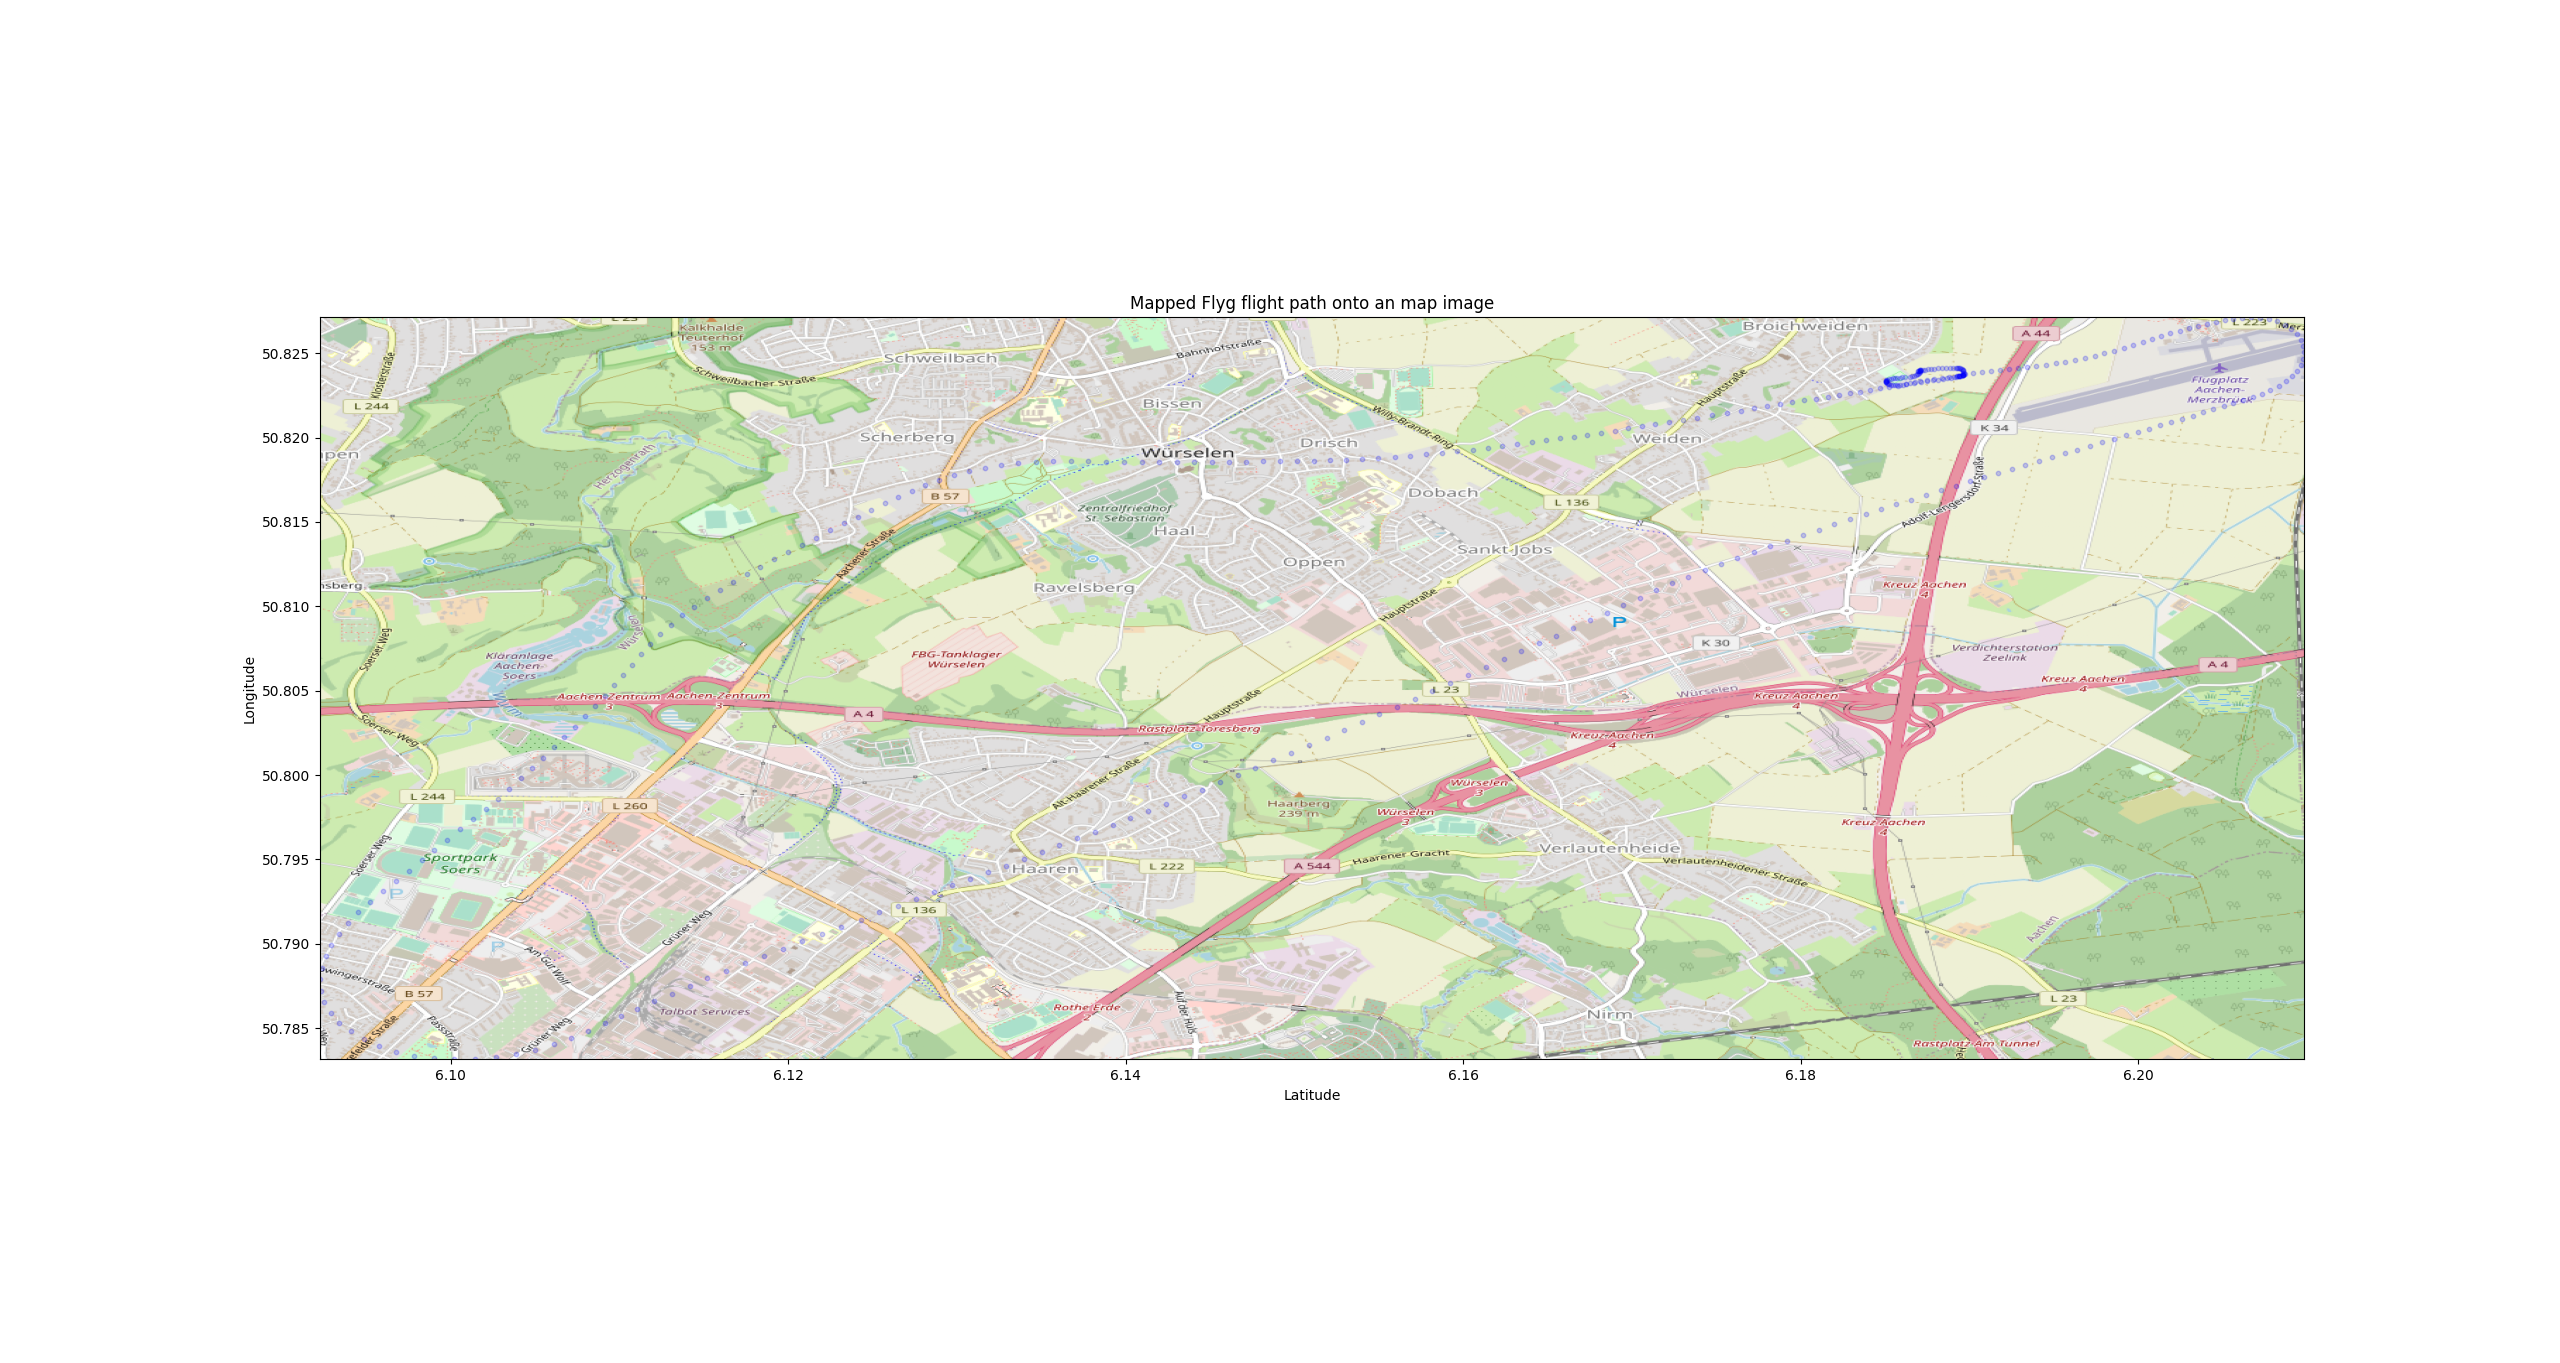 Mapped Flyg flight path onto an map image
Longitude
50.825
50.820
50.815
50.810
50.805
50.800
50.795
50.790
50.785
6.10
6.12
6.14
6.16
6.18
6.20
Latitude
Kalkhalde
Teuterhof
153 m
Klosterstraße
L 244
Schweilbacher Straße
Schweilbach
Bahnhofstraße
Broichweiden
A 44
L 223
Flugplatz
Aachen-
Merzbrück
Bissen
Scherberg
Würselen
Drisch
Willy-Brandt-Ring
Hauptstraße
Weiden
K 34
Herzogenrath
B 57
Dobach
L 136
Adolf-Lengersdorf-Straße
Zentralfriedhof
St. Sebastian
Haal
Aachener Straße
Sankt Jobs
Oppen
Ravelsberg
Hauptstraße
Kreuz Aachen
4
P
K 30
Soerser Weg
Würselen
Kläranlage
Aachen-
Soers
FBG-Tanklager
Würselen
Verdichterstation
Zeelink
A 4
Kreuz Aachen
4
Aachen-Zentrum
3
Aachen-Zentrum
3
Wurm
A 4
Hauptstraße
L 23
Würselen
Kreuz Aachen
4
Rastplatz Toresberg
Kreuz Aachen
4
Soerser Weg
Alt-Haarener Straße
L 244
L 260
Haarberg
239 m
Würselen
3
Würselen
3
Kreuz Aachen
4
Soerser Weg
Sportpark
Soers
P
Haaren
L 222
A 544
Haarener Gracht
Verlautenheide
Verlautenheidener Straße
L 136
Grüner Weg
P
Am Gut Wolf
Aachen
B 57
Passstraße
Grüner Weg
Talbot Services
Rothe Erde
2
Auf der Hüls
Nirm
L 23
Rastplatz Am Tunnel